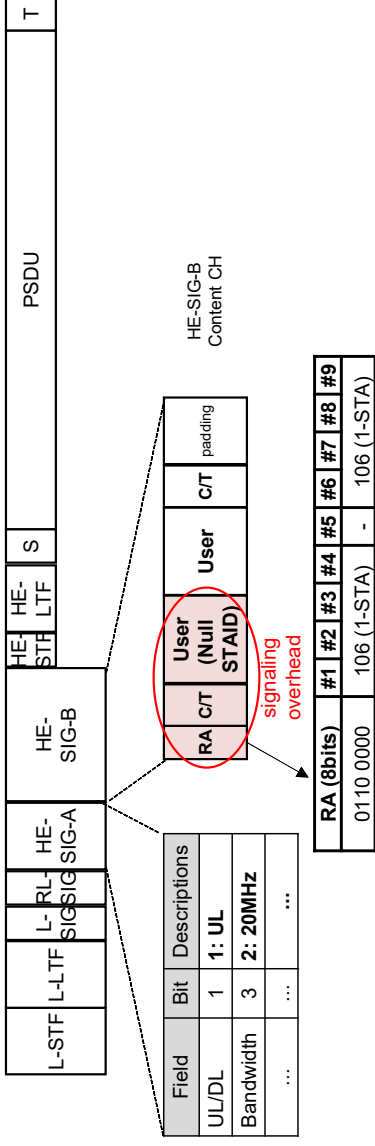 L-STF
L-LTF
L-
SIG
RL-
SIG
HE-
SIG-A
HE-
SIG-B
HE-
STF
HE-
LTF
S
PSDU
T
Field Bit Descriptions
UL/DL 1 1: UL
Bandwidth 3 2: 20MHz
... ... ...
RA
C/T
User
(Null
STAID)
User
C/T
padding
HE-SIG-B
Content CH
signaling
overhead
RA (8bits) #1 #2 #3 #4 #5 #6 #7 #8 #9
0110 0000 106 (1-STA) - 106 (1-STA)